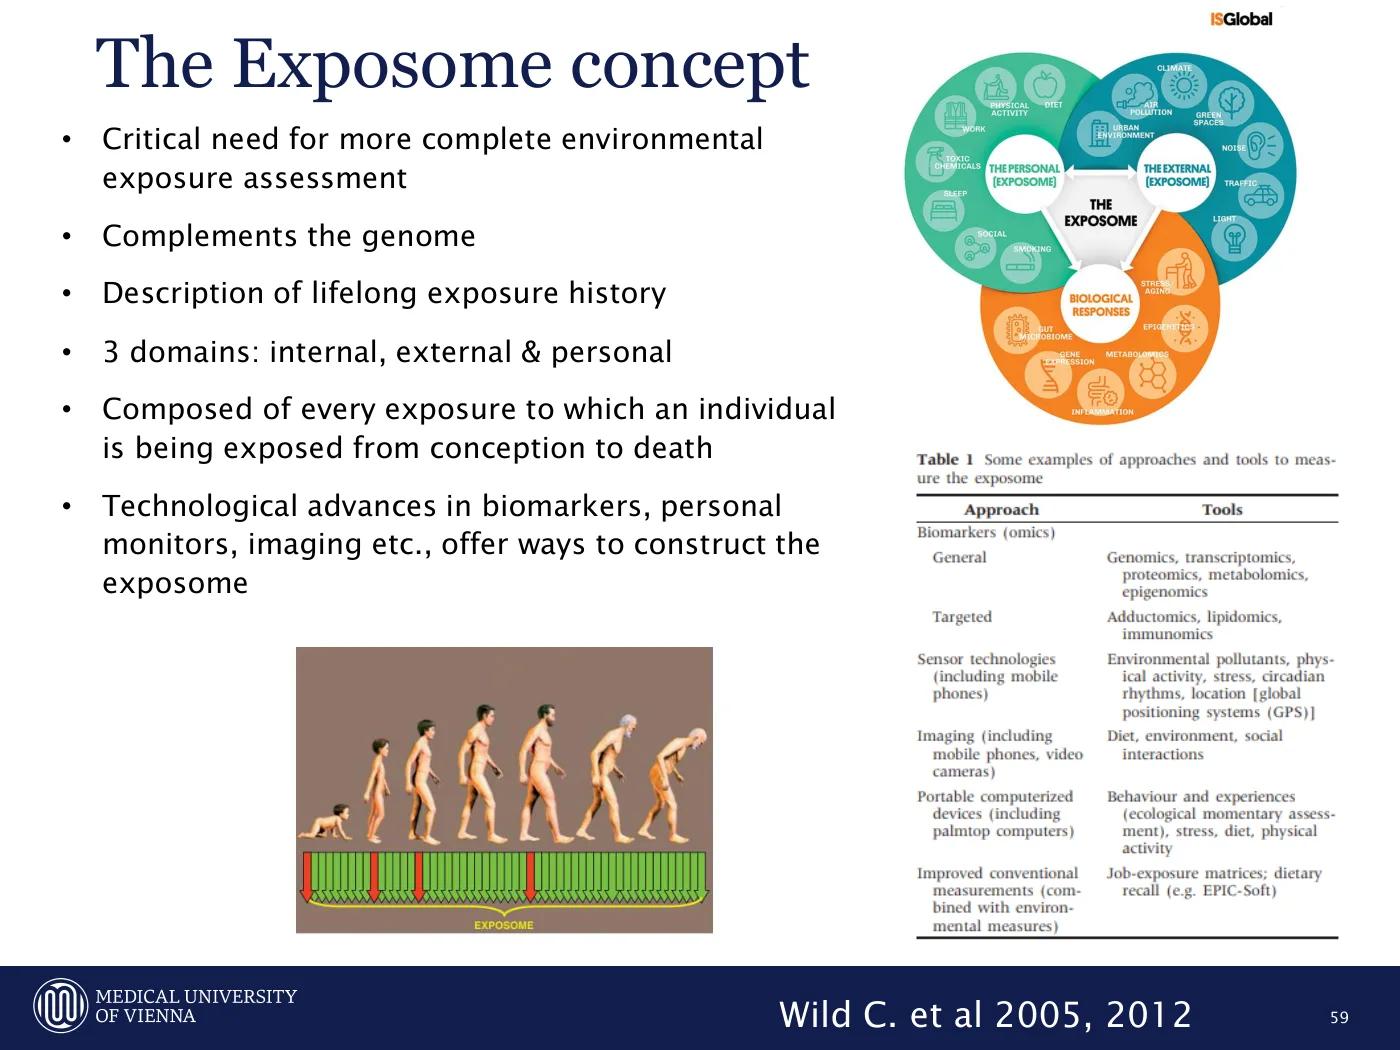 The Exposome concept
• Critical need for more complete environmental
exposure assessment
• Complements the genome
• Description of lifelong exposure history
• 3 domains: internal, external & personal
• Composed of every exposure to which an individual
is being exposed from conception to death
• Technological advances in biomarkers, personal
monitors, imaging etc., offer ways to construct the
exposome
EXPOSOME
ISGlobal
PHYSICAL
ACTIVITY
DIET
WORK
TOXIC
CHEMICALS
SLEEP
SOCIAL
SMOKING
THE PERSONAL
(EXPOSOME)
CLIMATE
AIR
POLLUTION
GREEN
SPACES
URBAN
ENVIRONMENT
NOISE
TRAFFIC
LIGHT
THE EXTERNAL
(EXPOSOME)
THE
EXPOSOME
BIOLOGICAL
RESPONSES
STRESS/
AGING
EPIGENETICS
METABOLOMICS
GUT
MICROBIOME
GENE
EXPRESSION
INFLAMMATION
Table 1 Some examples of approaches and tools to meas-
ure the exposome
Approach Tools
Biomarkers (omics)
General Genomics, transcriptomics,
proteomics, metabolomics,
epigenomics
Targeted Adductomics, lipidomics,
immunomics
Sensor technologies Environmental pollutants, phys-
(including mobile ical activity, stress, circadian
phones) rhythms, location [global
positioning systems (GPS)]
Imaging (including Diet, environment, social
mobile phones, video interactions
cameras)
Portable computerized Behaviour and experiences
devices (including (ecological momentary assess-
palmtop computers) ment), stress, diet, physical
activity
Improved conventional Job-exposure matrices; dietary
measurements (com- recall (e.g. EPIC-Soft)
bined with environ-
mental measures)
MEDICAL UNIVERSITY
OF VIENNA
Wild C. et al 2005, 2012
59